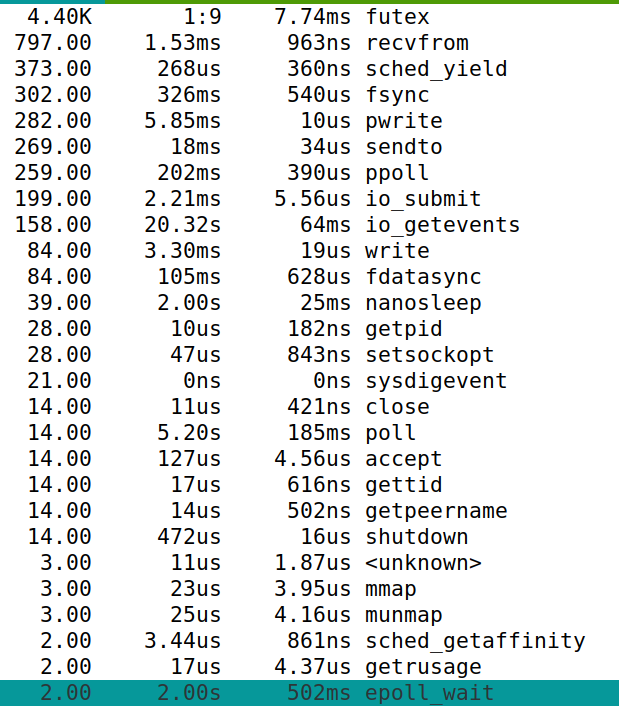 4.40K 1:9 7.74ms futex
797.00 1.53ms 963ns recvfrom
373.00 268us 360ns sched_yield
302.00 326ms 540us fsync
282.00 5.85ms 10us pwrite
269.00 18ms 34us sendto
259.00 202ms 390us ppoll
199.00 2.21ms 5.56us io_submit
158.00 20.32s 64ms io_getevents
84.00 3.30ms 19us write
84.00 105ms 628us fdatasync
39.00 2.00s 25ms nanosleep
28.00 10us 182ns getpid
28.00 47us 843ns setsockopt
21.00 0ns 0ns sysdigevent
14.00 11us 421ns close
14.00 5.20s 185ms poll
14.00 127us 4.56us accept
14.00 17us 616ns gettid
14.00 14us 502ns getpeername
14.00 472us 16us shutdown
3.00 11us 1.87us <unknown>
3.00 23us 3.95us mmap
3.00 25us 4.16us munmap
2.00 3.44us 861ns sched_getaffinity
2.00 17us 4.37us getrusage
2.00 2.00s 502ms epoll_wait